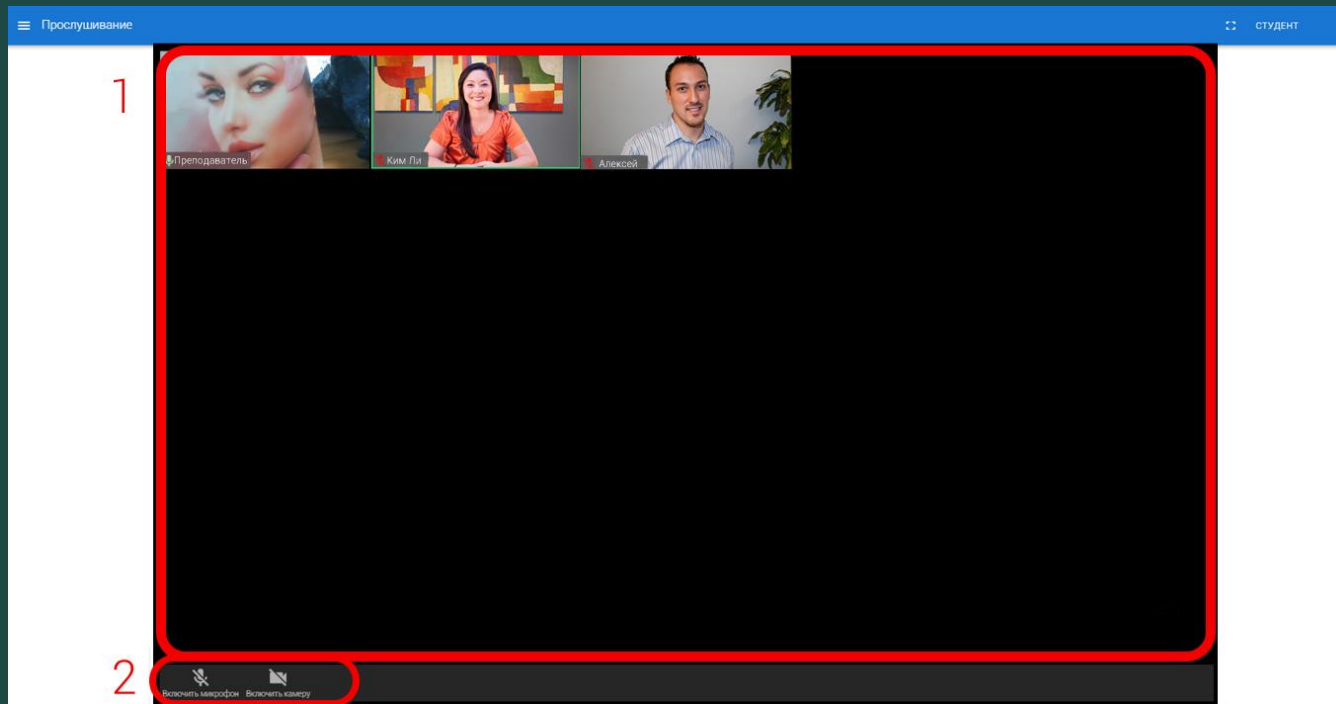 Прослушивание
СТУДЕНТ
1
Преподаватель
Ким Ли
Алексей
2
Включить микрофон
Включить камеру